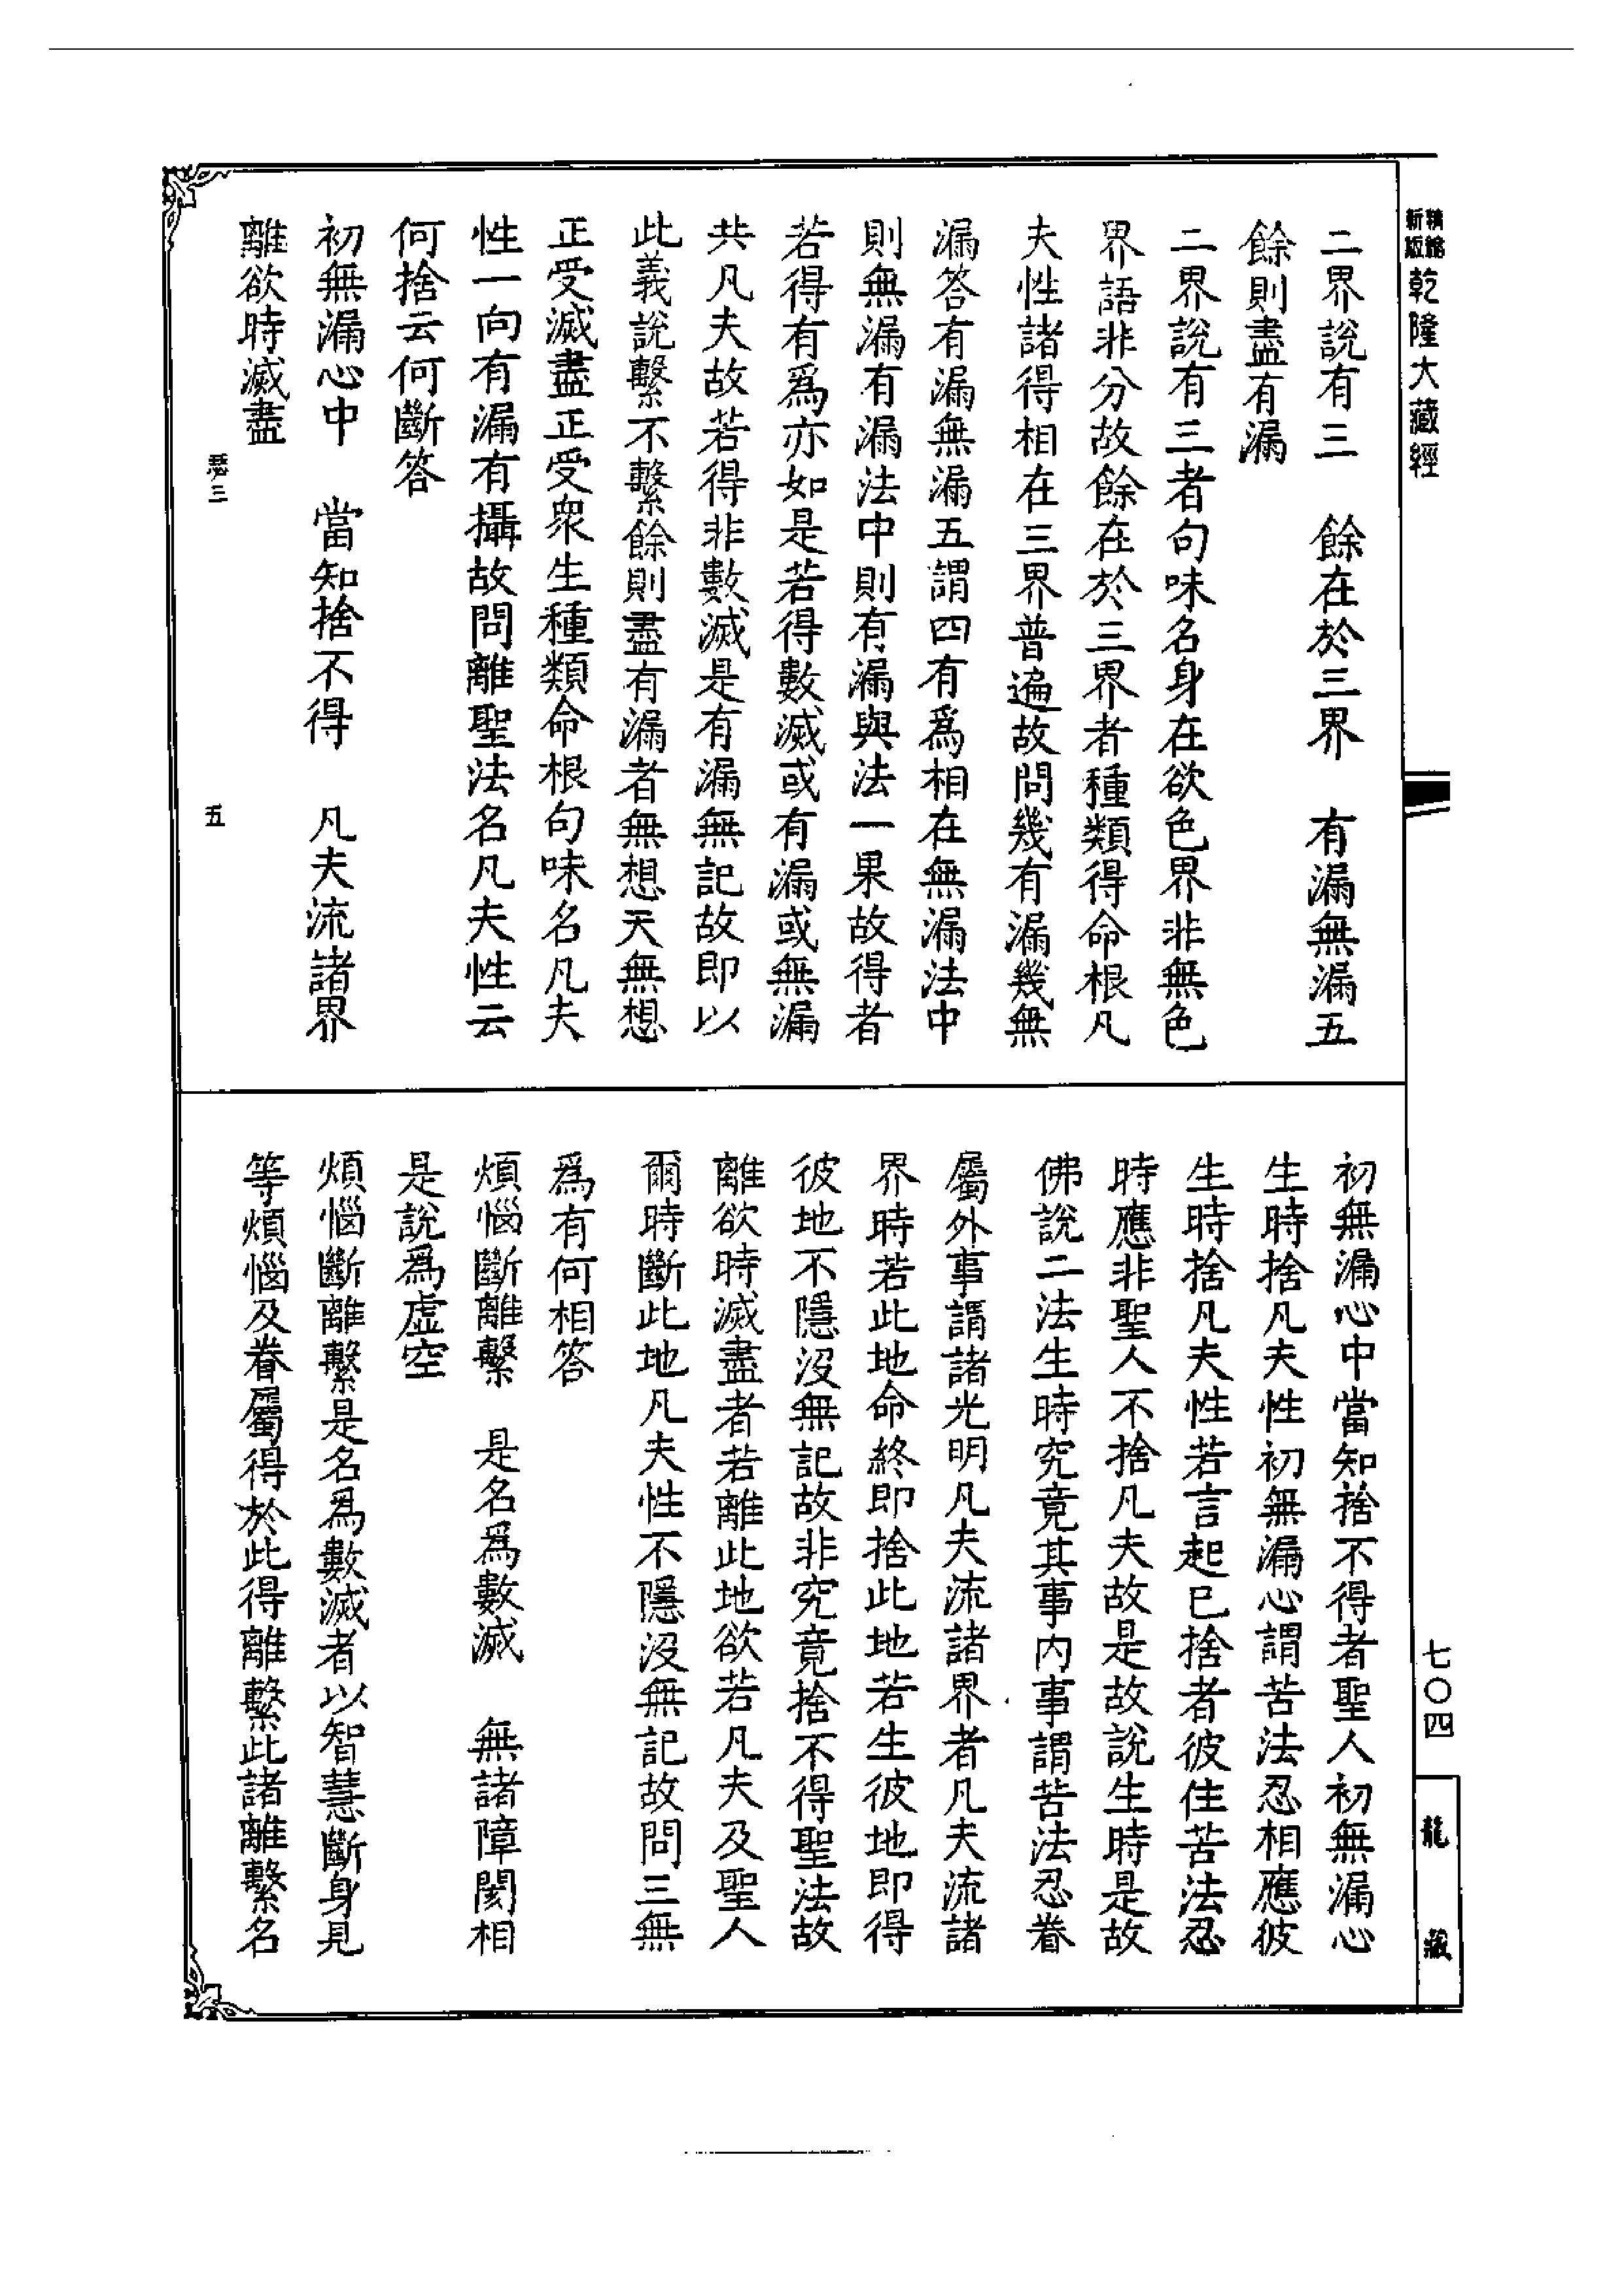 新版 精縮 乾隆大藏經
二界說有三　餘在於三界　有漏無漏五
餘則盡有漏
二界說有三者句味名身在欲色界非無色
界語非分故餘在於三界者種類得命根凡
夫性諸得相在三界普遍故問幾有漏幾無
漏答有漏無漏五謂四有爲相在無漏法中
則無漏有漏法中則有漏與法一果故得者
若得有爲亦如是若得數滅或有漏或無漏
共凡夫故若得非數滅是有漏無記故即以
此義說繫不繫餘則盡有漏者無想天無想
正受滅盡正受衆生種類命根句味名凡夫
性一向有漏有攝故問離聖法名凡夫性云
何捨云何斷答
初無漏心中　當知捨不得　凡夫流諸界
離欲時滅盡
瑟三　五
初無漏心中當知捨不得者聖人初無漏心
生時捨凡夫性初無漏心謂苦法忍相應彼
生時捨凡夫性若言起已捨者彼住苦法忍
時應非聖人不捨凡夫故是故說生時是故
佛說二法生時究竟其事內事謂苦法忍眷
屬外事謂諸光明凡夫流諸界者凡夫流諸
界時若此地命終即捨此地若生彼地即得
彼地不隱沒無記故非究竟捨不得聖法故
離欲時滅盡者若離此地欲若凡夫及聖人
爾時斷此地凡夫性不隱沒無記故問三無
爲有何相答
煩惱斷離繫　是名爲數滅　無諸障閡相
是說爲虛空
煩惱斷離繫是名爲數滅者以智慧斷身見
等煩惱及眷屬得於此得離繫此諸離繫名
七〇四
龍藏